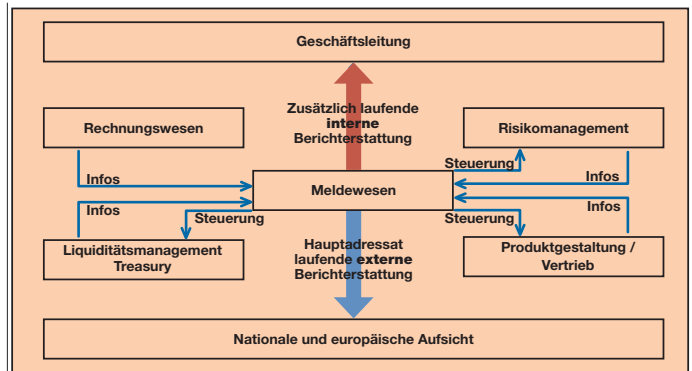 Geschäftsleitung
Zusätzlich laufende
interne
Berichterstattung
Rechnungswesen
Risikomanagement
Steuerung
Infos
Infos
Meldewesen
Infos
Infos
Steuerung
Steuerung
Liquiditätsmanagement
Treasury
Hauptadressat
laufende externe
Berichterstattung
Produktgestaltung /
Vertrieb
Nationale und europäische Aufsicht